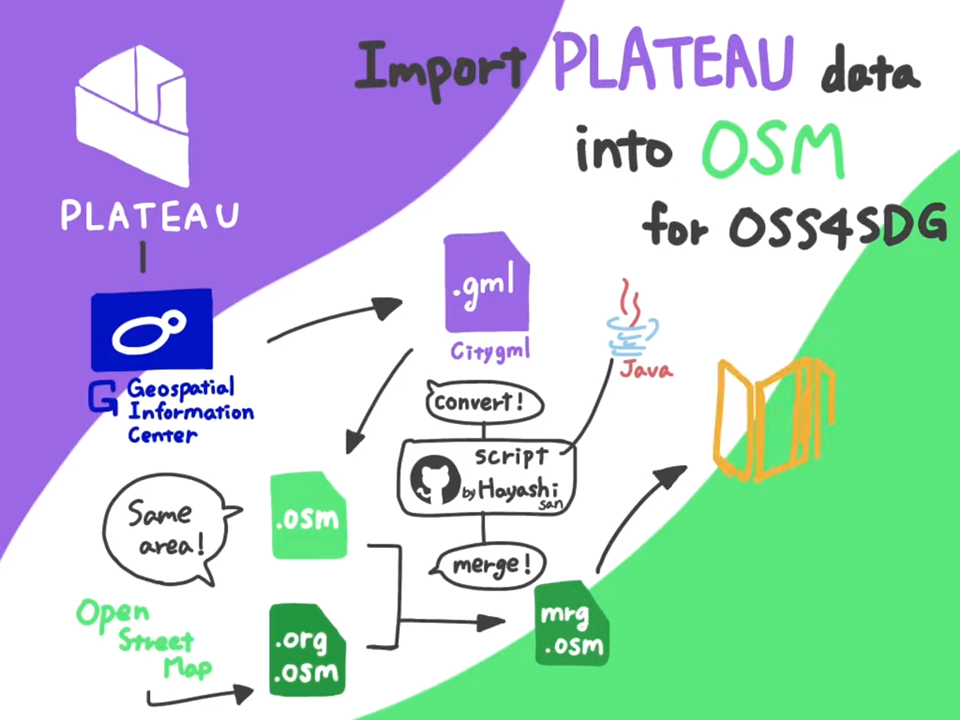 Import PLATEAU data
into OSM
for OSS4SDG
PLATEAU
G Geospatial
Information
Center
.gml
Citygml
Java
convert!
script
by Hayashi
san
merge!
Same
area!
.osm
Open
Street
Map
.org
.osm
mrg
.osm